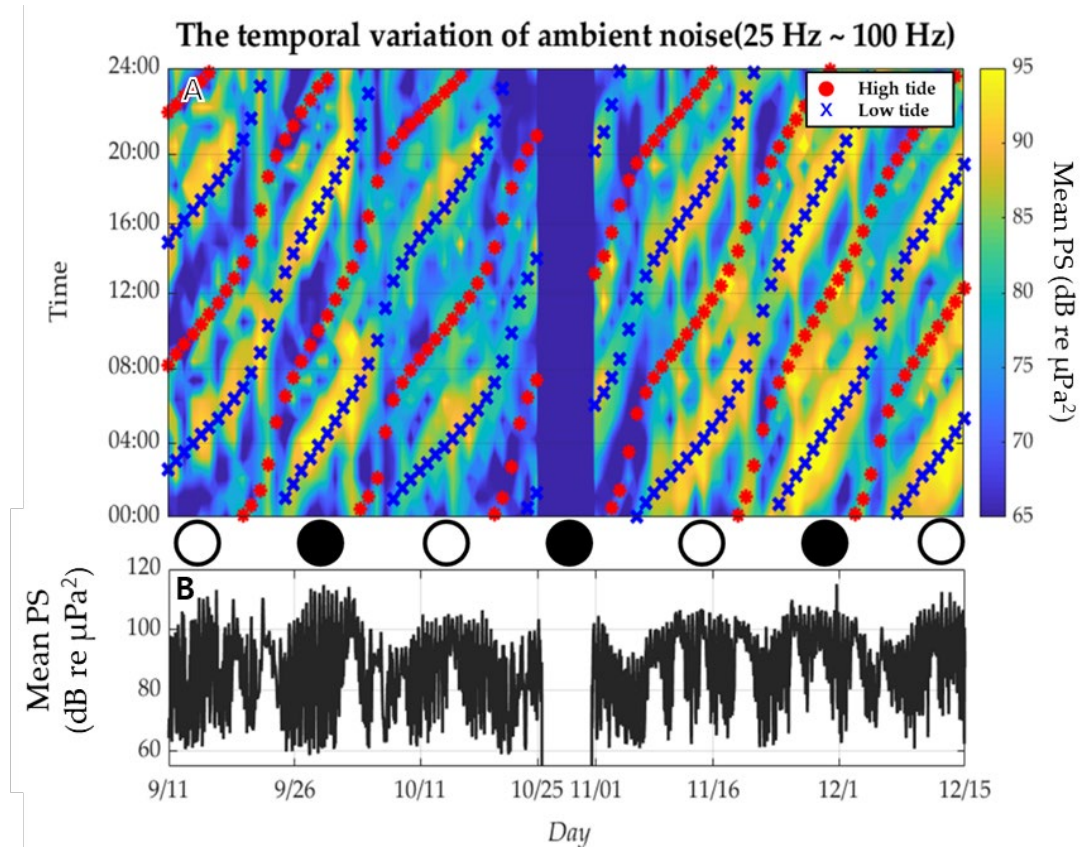 The temporal variation of ambient noise(25 Hz ~ 100 Hz)
A
High tide
Low tide
24:00
20:00
16:00
12:00
08:00
04:00
00:00
Time
95
90
85
80
75
70
65
Mean PS (dB re μPa²)
B
120
100
80
60
Mean PS
(dB re μPa²)
9/11 9/26 10/11 10/25 11/01 11/16 12/1 12/15
Day